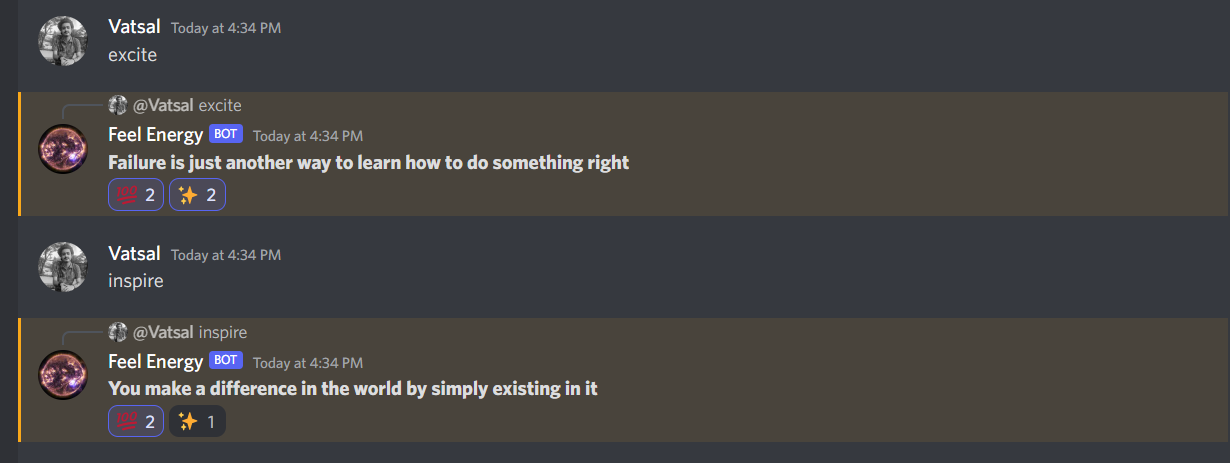 Vatsal Today at 4:34 PM
excite
@Vatsal excite
Feel Energy BOT Today at 4:34 PM
Failure is just another way to learn how to do something right
💯 2 ✨ 2
Vatsal Today at 4:34 PM
inspire
@Vatsal inspire
Feel Energy BOT Today at 4:34 PM
You make a difference in the world by simply existing in it
💯 2 ✨ 1